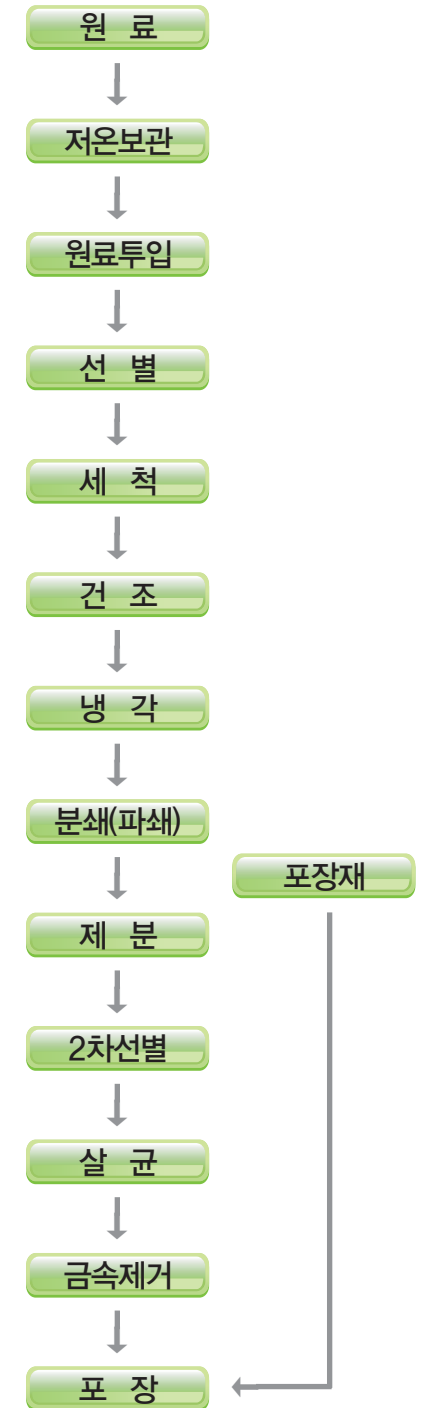 원 료
저온보관
원료투입
선 별
세 척
건 조
냉 각
분쇄(파쇄)
포장재
제 분
2차선별
살 균
금속제거
포 장